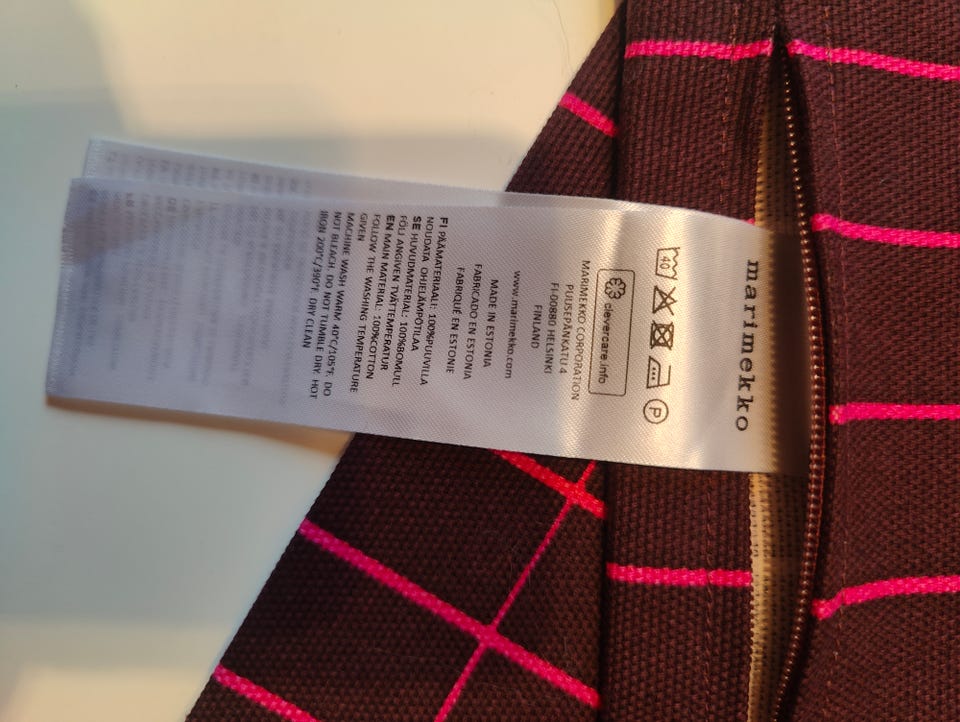 marimekko
40 P
clevercare.info
MARIMEKKO CORPORATION
PUUSEPÄNKATU 4
FI-00880 HELSINKI
FINLAND
www.marimekko.com
MADE IN ESTONIA
FABRICADO EN ESTONIA
FABRIQUÉ EN ESTONIE
FI PÄÄMATERIAALI: 100%PUUVILLA
NOUDATA OHJELÄMPÖTILAA
SE HUVUDMATERIAL: 100%BOMULL
FÖLJ ANGIVEN TVÄTTEMPERATUR
EN MAIN MATERIAL: 100%COTTON
FOLLOW THE WASHING TEMPERATURE
GIVEN
MACHINE WASH WARM 40°C/105°F. DO
NOT BLEACH. DO NOT TUMBLE DRY. HOT
IRON 200°C/390°F. DRY CLEAN